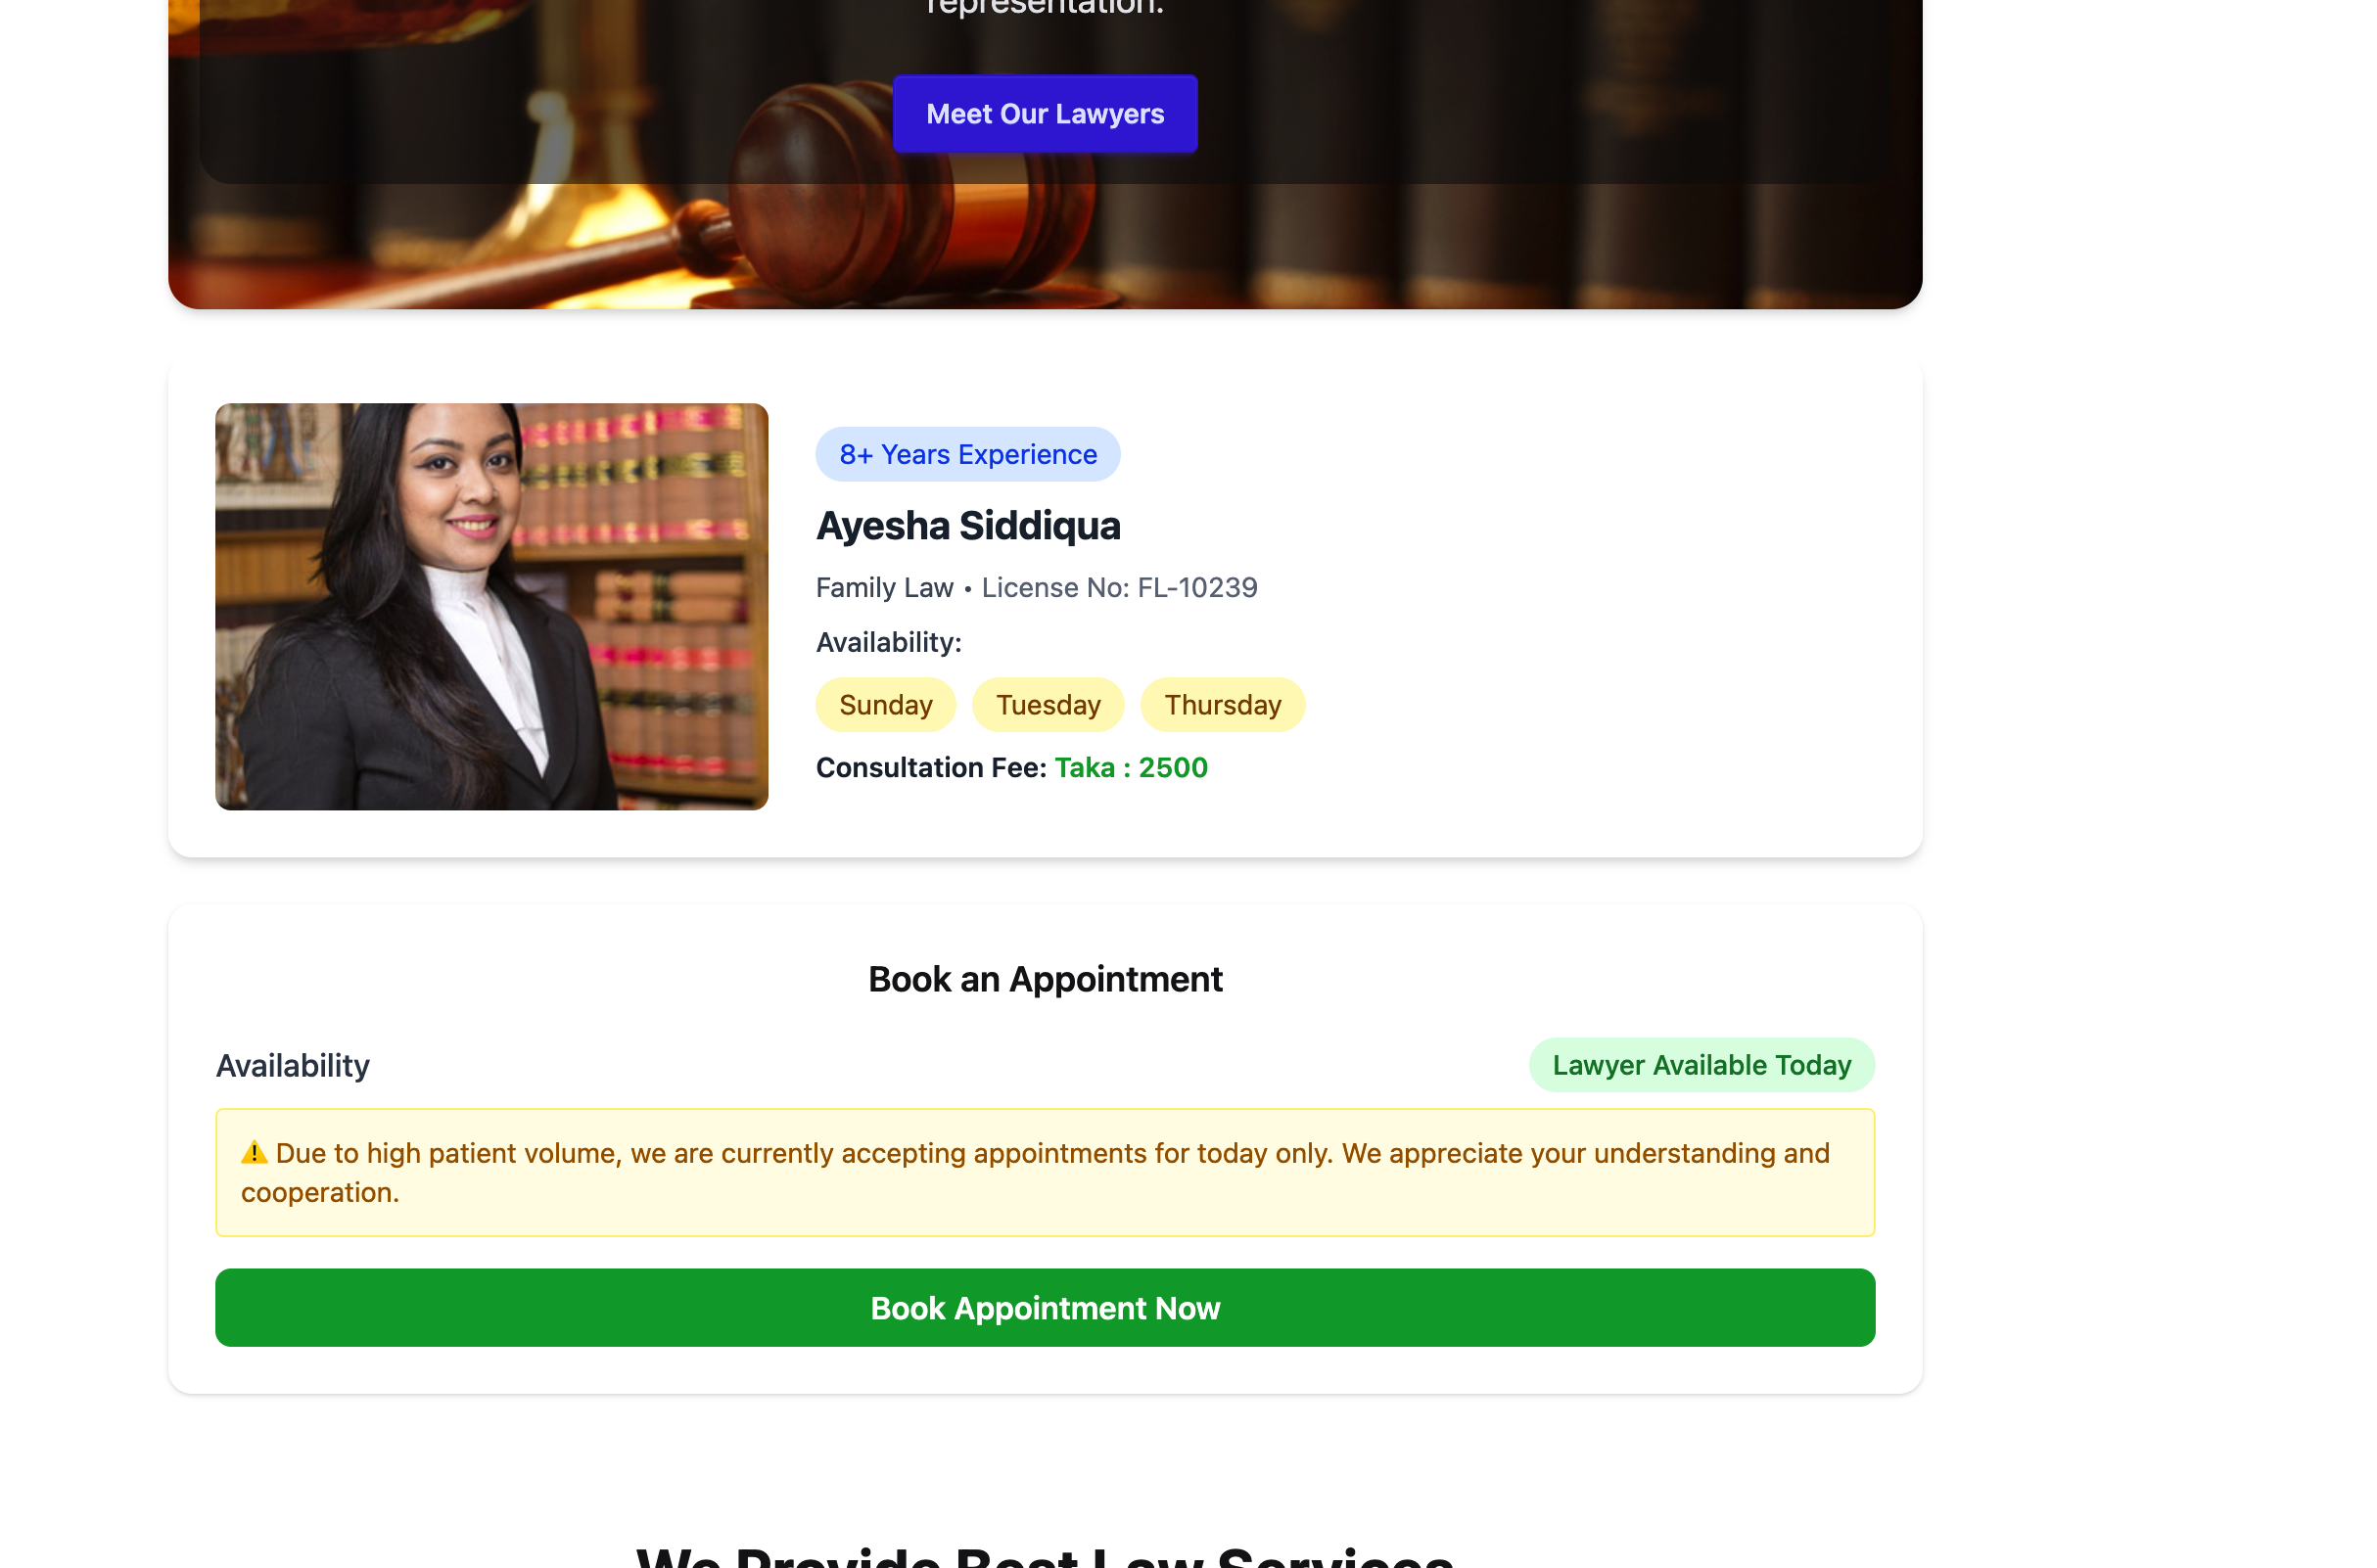 representation.
Meet Our Lawyers
8+ Years Experience
Ayesha Siddiqua
Family Law • License No: FL-10239
Availability:
Sunday Tuesday Thursday
Consultation Fee: Taka : 2500
Book an Appointment
Availability Lawyer Available Today
⚠️ Due to high patient volume, we are currently accepting appointments for today only. We appreciate your understanding and
cooperation.
Book Appointment Now
We Provide Best Law Services